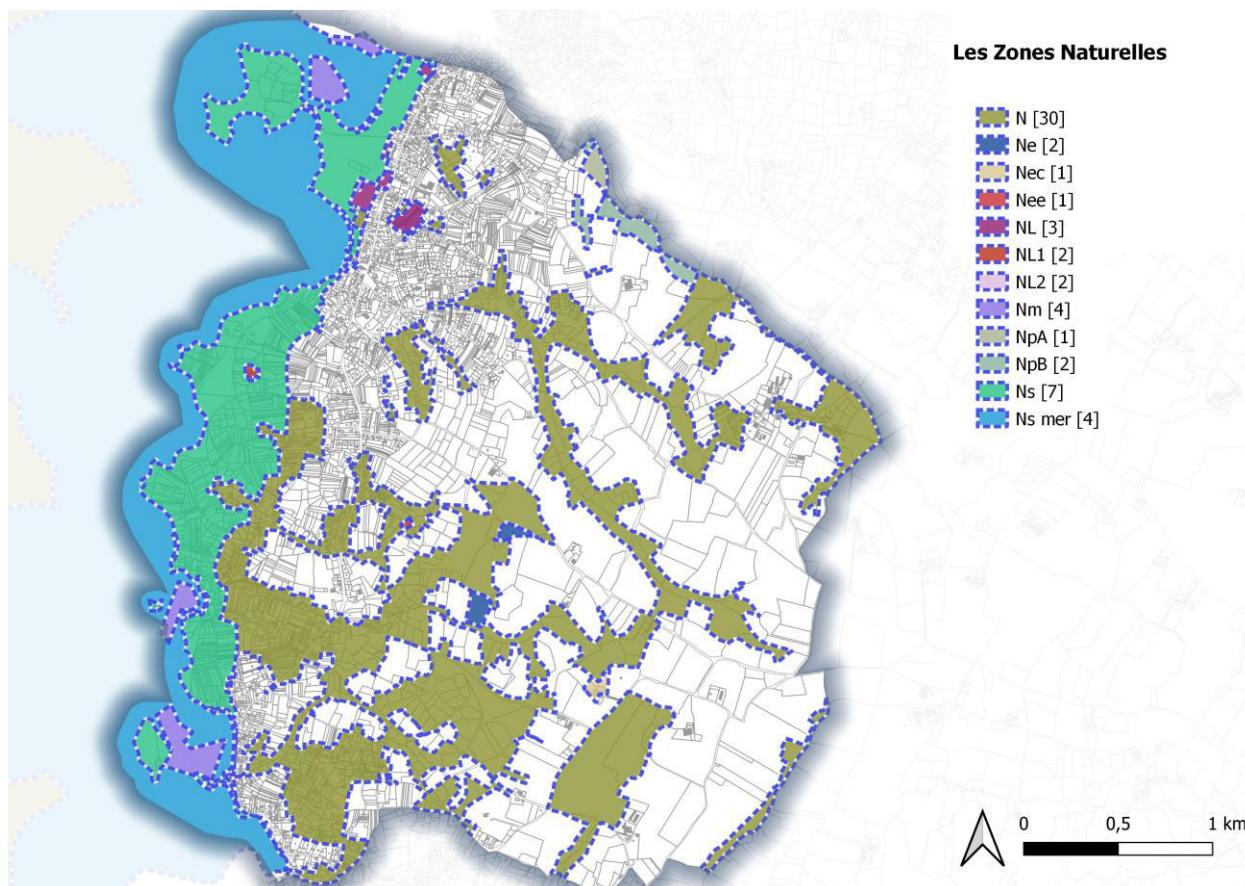 Les Zones Naturelles
N [30]
Ne [2]
Nec [1]
Nee [1]
NL [3]
NL1 [2]
NL2 [2]
Nm [4]
NpA [1]
NpB [2]
Ns [7]
Ns mer [4]
0 0,5 1 km